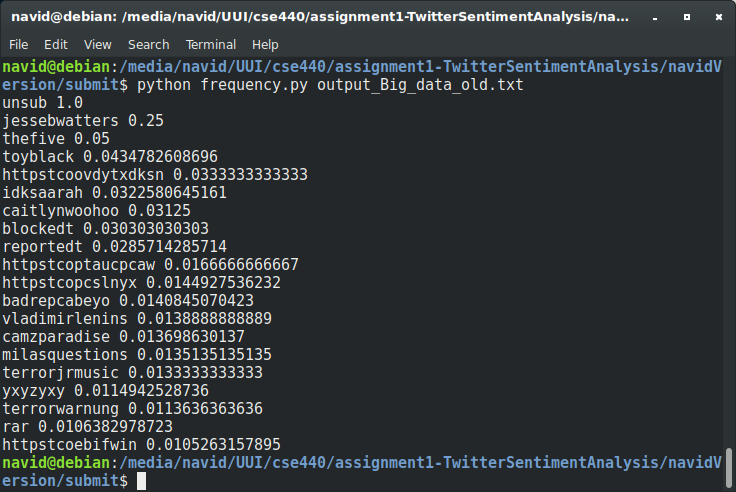 navid@debian: /media/navid/UUI/cse440/assignment1-TwitterSentimentAnalysis/na...
File Edit View Search Terminal Help
navid@debian:/media/navid/UUI/cse440/assignment1-TwitterSentimentAnalysis/navidV
ersion/submit$ python frequency.py output_Big_data_old.txt
unsub 1.0
jessebwatters 0.25
thefive 0.05
toyblack 0.0434782608696
httpstcoovdytxdksn 0.0333333333333
idksaarah 0.0322580645161
caitlynwoohoo 0.03125
blockedt 0.030303030303
reportedt 0.0285714285714
httpstcoptaucpcaw 0.0166666666667
httpstcopcslnyx 0.0144927536232
badrepcabeyo 0.0140845070423
vladimirlenins 0.0138888888889
camzparadise 0.013698630137
milasquestions 0.0135135135135
terrorjrmusic 0.0133333333333
yxyzyxy 0.0114942528736
terrorwarnung 0.0113636363636
rar 0.0106382978723
httpstcoebifwin 0.0105263157895
navid@debian:/media/navid/UUI/cse440/assignment1-TwitterSentimentAnalysis/navidV
ersion/submit$